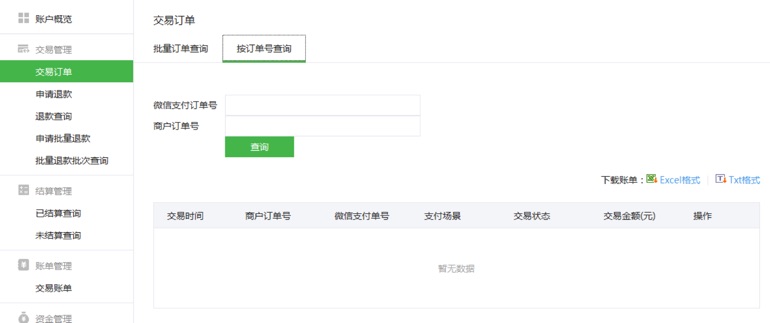 账户概览
交易管理
交易订单
申请退款
退款查询
申请批量退款
批量退款批次查询
结算管理
已结算查询
未结算查询
账单管理
交易账单
资金管理
交易订单
批量订单查询 按订单号查询
微信支付订单号
商户订单号
查询
下载账单： Excel格式 Txt格式
交易时间 商户订单号 微信支付单号 支付场景 交易状态 交易金额(元) 操作
暂无数据